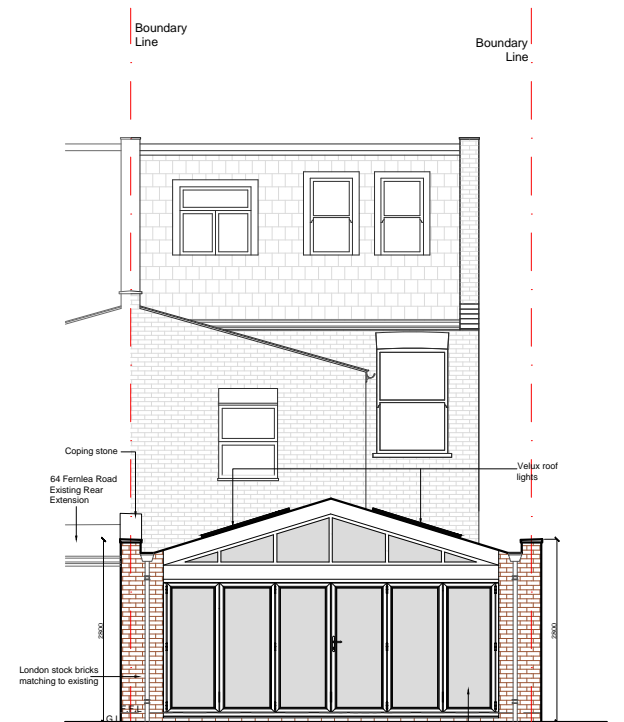 Boundary
Line
Boundary
Line
Coping stone
64 Fernlea Road
Existing Rear
Extension
Velux roof
lights
2800
2800
London stock bricks
matching to existing